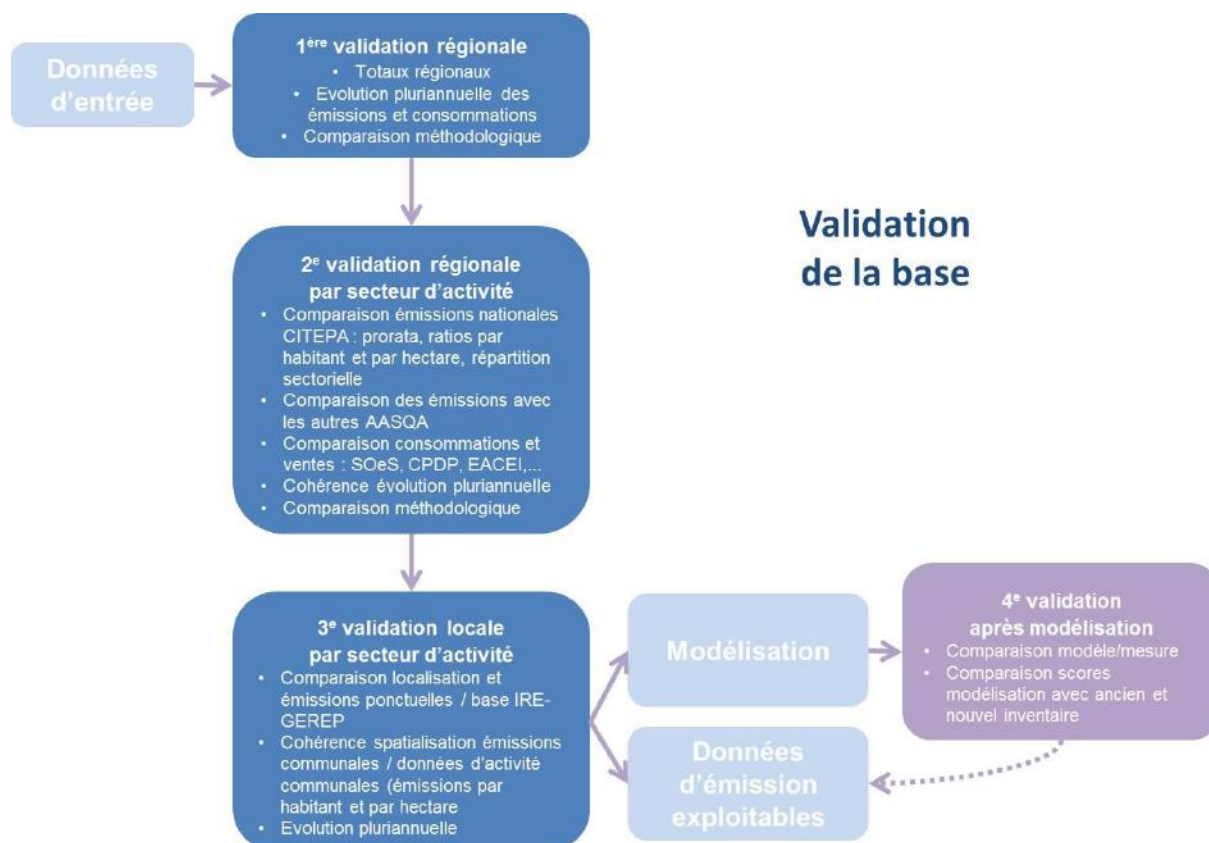 Données
d'entrée
1ère validation régionale
• Totaux régionaux
• Evolution pluriannuelle des
émissions et consommations
• Comparaison méthodologique
Validation
de la base
2e validation régionale
par secteur d'activité
• Comparaison émissions nationales
CITEPA : prorata, ratios par
habitant et par hectare, répartition
sectorielle
• Comparaison des émissions avec
les autres AASQA
• Comparaison consommations et
ventes : SOeS, CPDP, EACEI,...
• Cohérence évolution pluriannuelle
• Comparaison méthodologique
3e validation locale
par secteur d'activité
• Comparaison localisation et
émissions ponctuelles / base IRE-
GEREP
• Cohérence spatialisation émissions
communales / données d'activité
communales (émissions par
habitant et par hectare
• Evolution pluriannuelle
Modélisation
4e validation
après modélisation
• Comparaison modèle/mesure
• Comparaison scores
modélisation avec ancien et
nouvel inventaire
Données
d'émission
exploitables